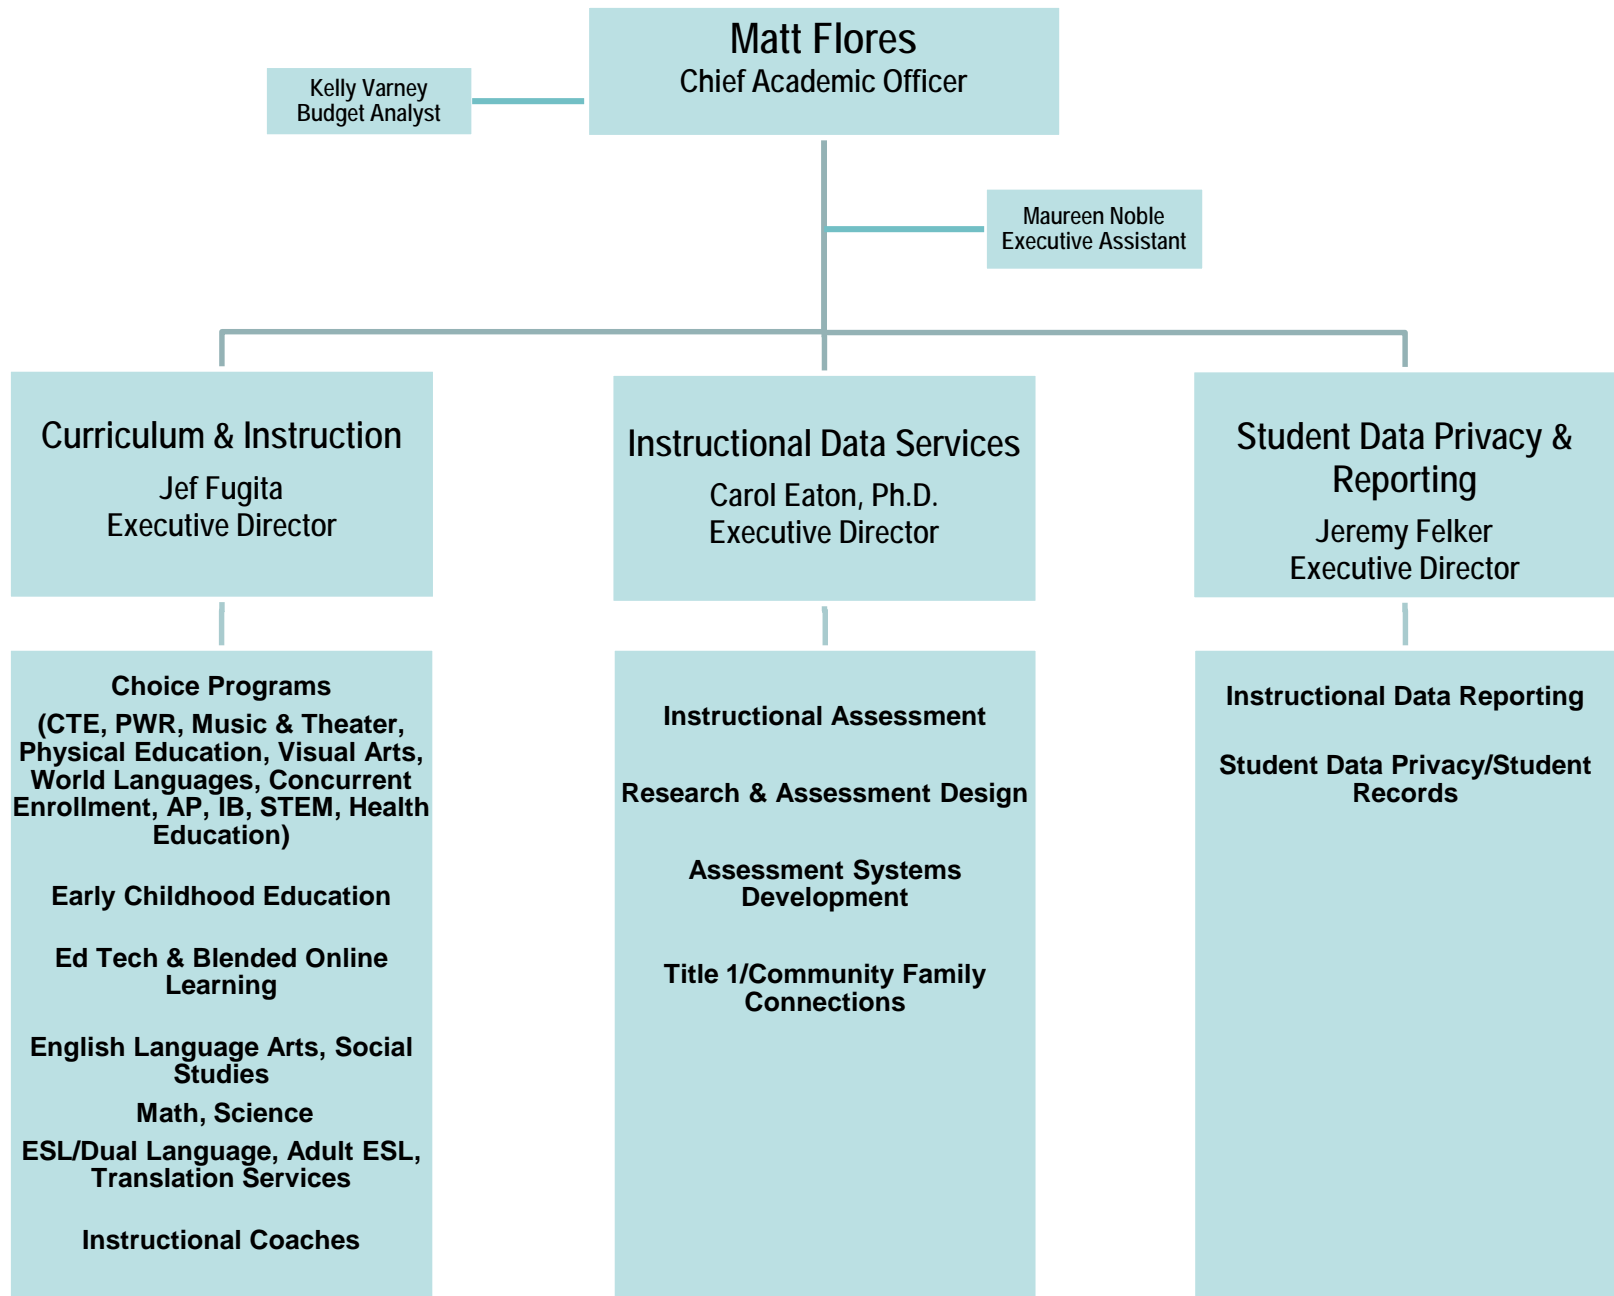 Matt Flores
Chief Academic Officer
Kelly Varney
Budget Analyst
Maureen Noble
Executive Assistant
Curriculum & Instruction
Jef Fugita
Executive Director
Instructional Data Services
Carol Eaton, Ph.D.
Executive Director
Student Data Privacy &
Reporting
Jeremy Felker
Executive Director
Choice Programs
(CTE, PWR, Music & Theater,
Physical Education, Visual Arts,
World Languages, Concurrent
Enrollment, AP, IB, STEM, Health
Education)
Early Childhood Education
Ed Tech & Blended Online
Learning
English Language Arts, Social
Studies
Math, Science
ESL/Dual Language, Adult ESL,
Translation Services
Instructional Coaches
Instructional Assessment
Research & Assessment Design
Assessment Systems
Development
Title 1/Community Family
Connections
Instructional Data Reporting
Student Data Privacy/Student
Records